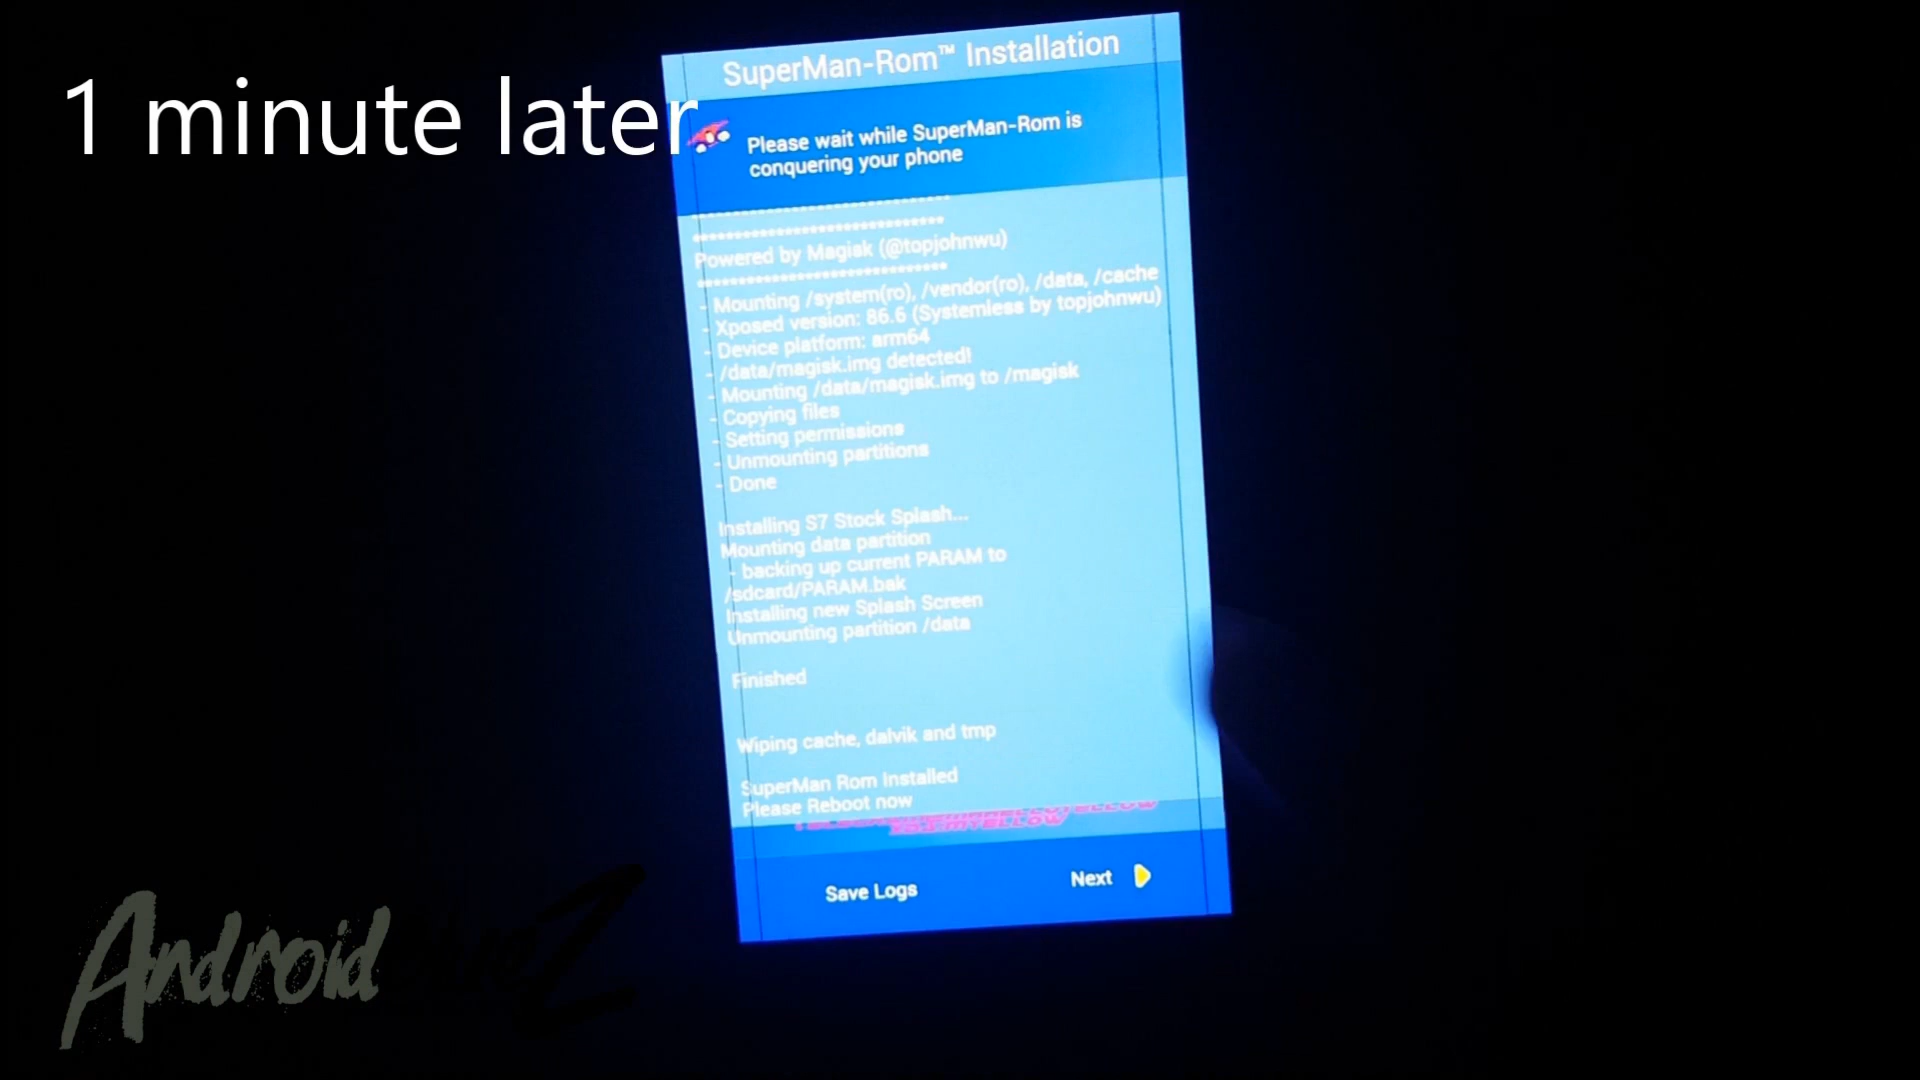 1 minute later
SuperMan-Rom™ Installation
Please wait while SuperMan-Rom is
conquering your phone
******************************
******************************
Powered by Magisk (@topjohnwu)
******************************
- Mounting /system(ro), /vendor(ro), /data, /cache
- Xposed version: 86.6 (Systemless by topjohnwu)
- Device platform: arm64
- /data/magisk.img detected!
- Mounting /data/magisk.img to /magisk
- Copying files
- Setting permissions
- Unmounting partitions
- Done
Installing S7 Stock Splash...
Mounting data partition
- backing up current PARAM to
/sdcard/PARAM.bak
Installing new Splash Screen
Unmounting partition /data
Finished
Wiping cache, dalvik and tmp
SuperMan Rom Installed
Please Reboot now
Save Logs
Next
Android